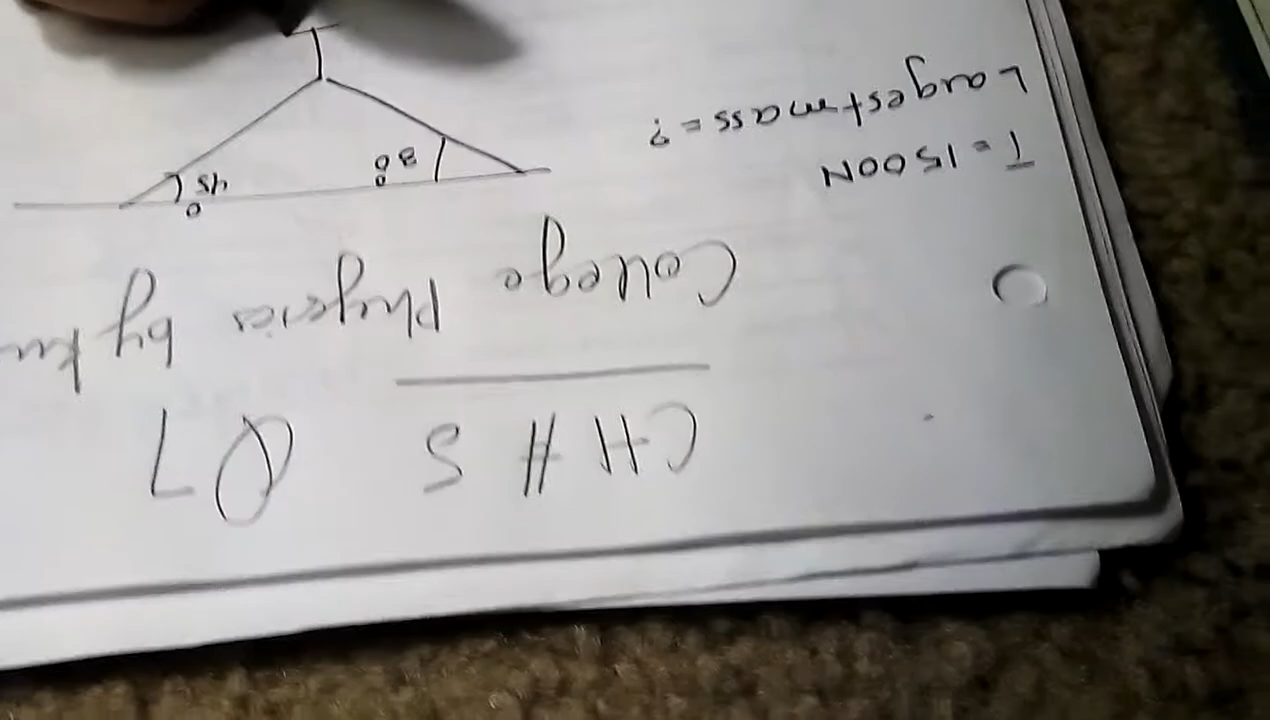 CH # 5 Q7
College Physics by
T = 1500N
Largest mass = ?
30°
45°